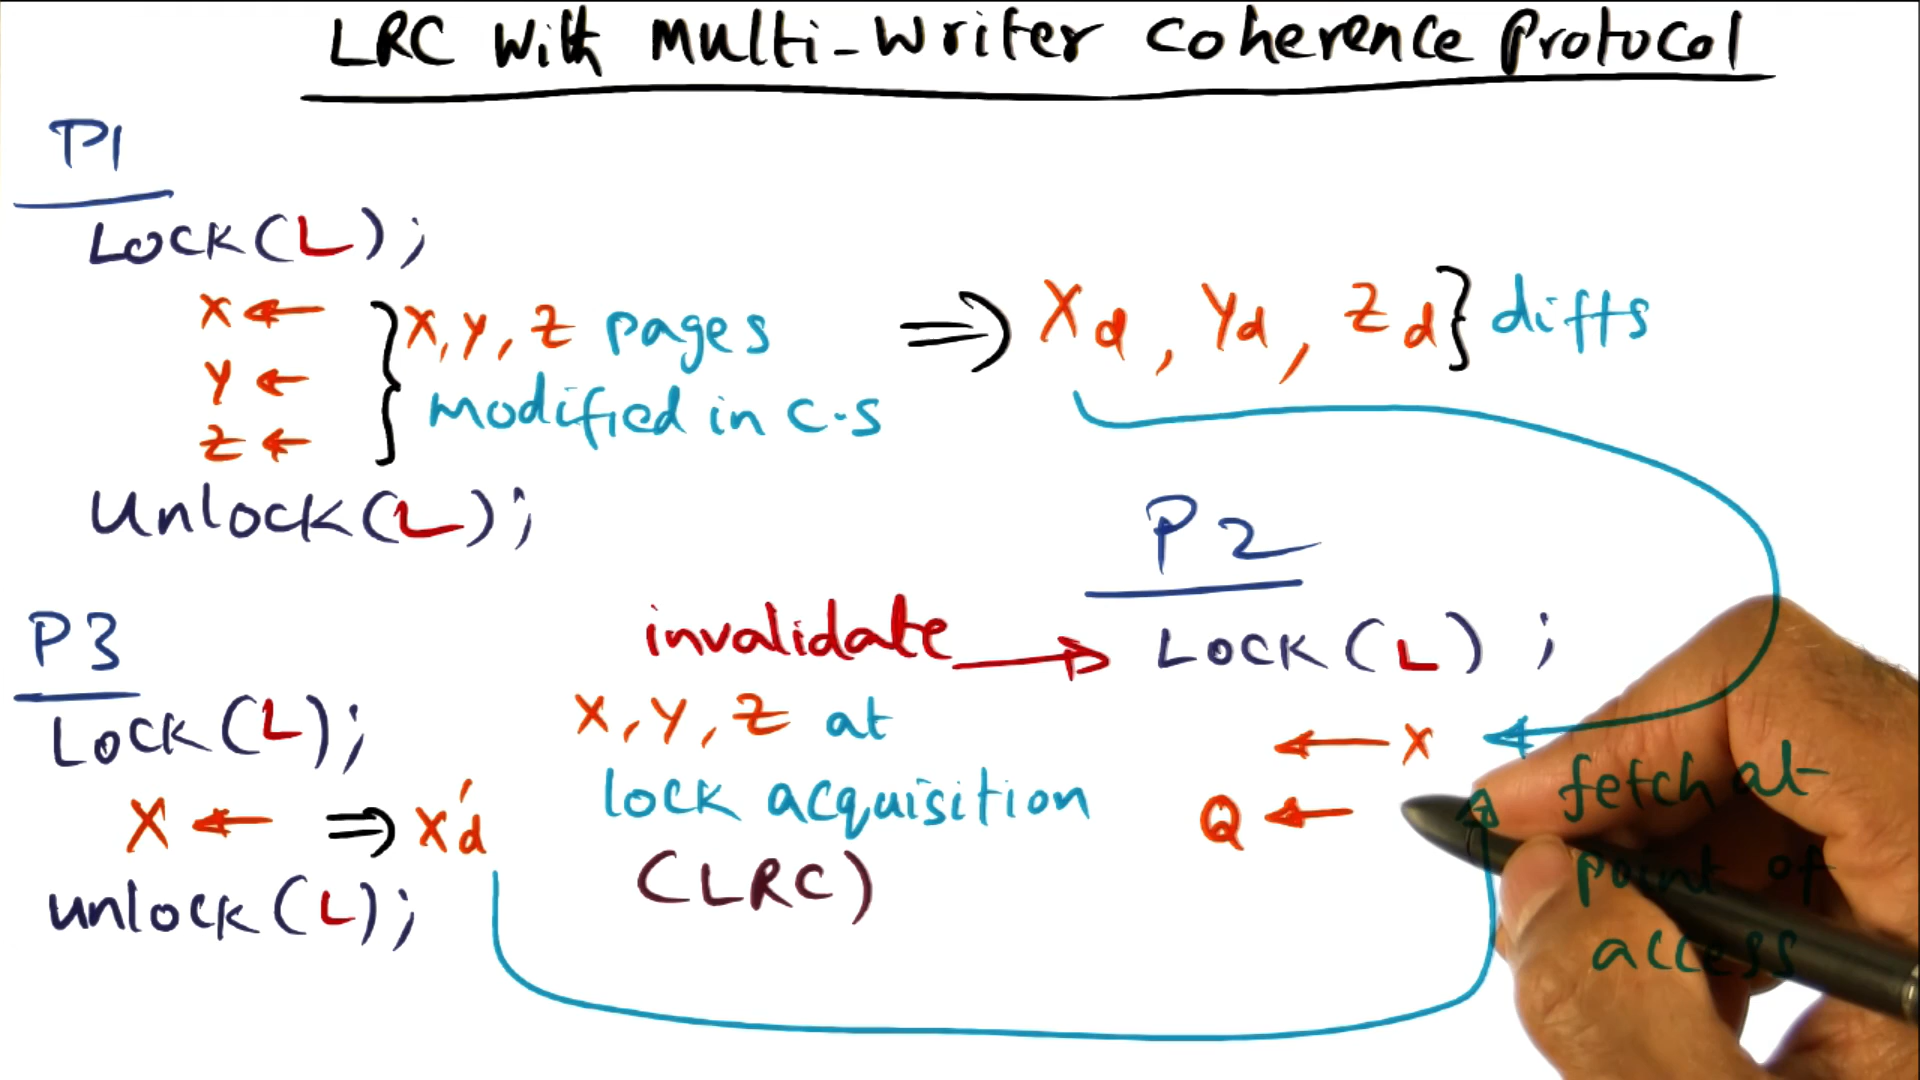 LRC with Multi-Writer Coherence Protocol
P1
Lock(L);
X ←
Y ←
Z ←
} X, Y, Z pages
modified in C.S
⇒ Xd, Yd, Zd } diffs
Unlock(L);
P3
Lock(L);
X ← ⇒ X'd
unlock(L);
invalidate →
X, Y, Z at
lock acquisition
(LRC)
P2
Lock(L);
← X
Q ←
fetch at
point of
access